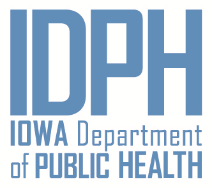 IDPH
IOWA Department
of PUBLIC HEALTH